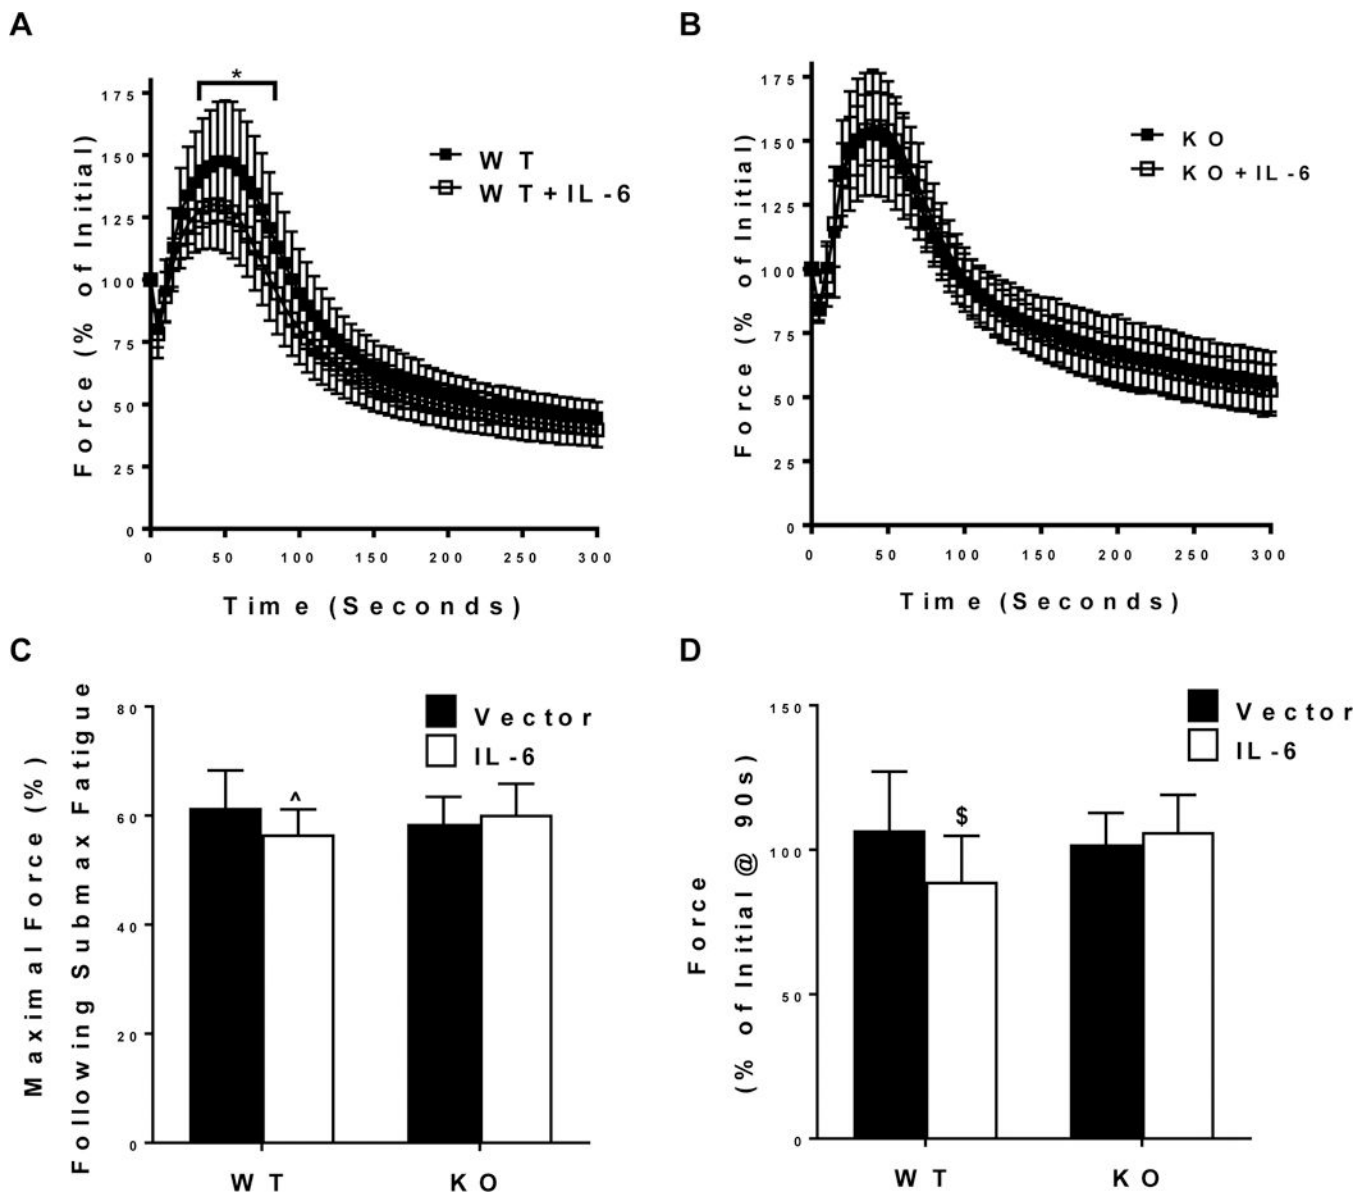 A
*
175
150
125
100
75
50
25
0
Force (% of Initial)
WT
WT+IL-6
0 50 100 150 200 250 300
Time (Seconds)
B
175
150
125
100
75
50
25
0
Force (% of Initial)
KO
KO+IL-6
0 50 100 150 200 250 300
Time (Seconds)
C
Maximal Force (%)
Following Submax Fatigue
80
60
40
20
0
Vector
IL-6
^
WT KO
D
Force
(% of Initial @ 90s)
150
100
50
0
Vector
IL-6
$
WT KO